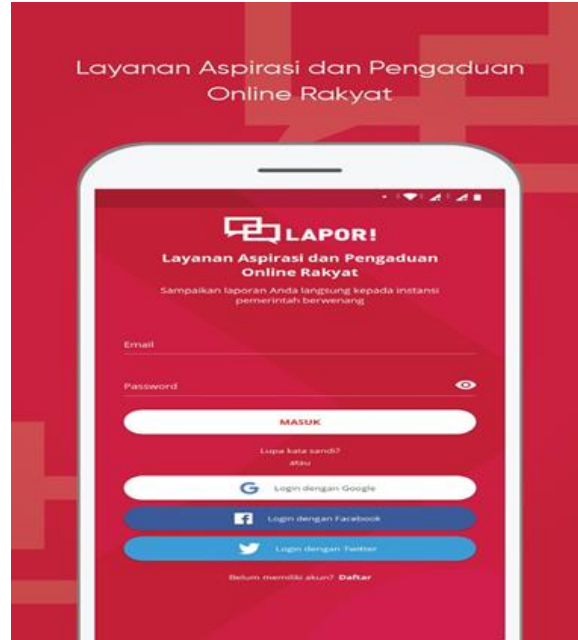 Layanan Aspirasi dan Pengaduan
Online Rakyat
LAPOR!
Layanan Aspirasi dan Pengaduan
Online Rakyat
Sampaikan laporan Anda langsung kepada instansi
pemerintah berwenang
Email
Password
MASUK
Lupa kata sandi?
atau
Login dengan Google
Login dengan Facebook
Login dengan Twitter
Belum memiliki akun? Daftar